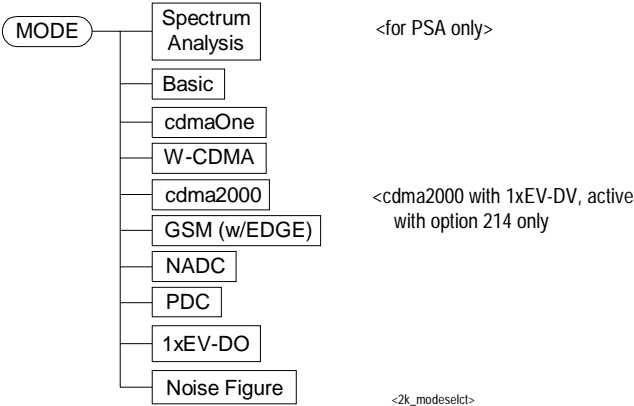 MODE
Spectrum
Analysis
<for PSA only>
Basic
cdmaOne
W-CDMA
cdma2000
<cdma2000 with 1xEV-DV, active
with option 214 only
GSM (w/EDGE)
NADC
PDC
1xEV-DO
Noise Figure
<2k_modeselct>